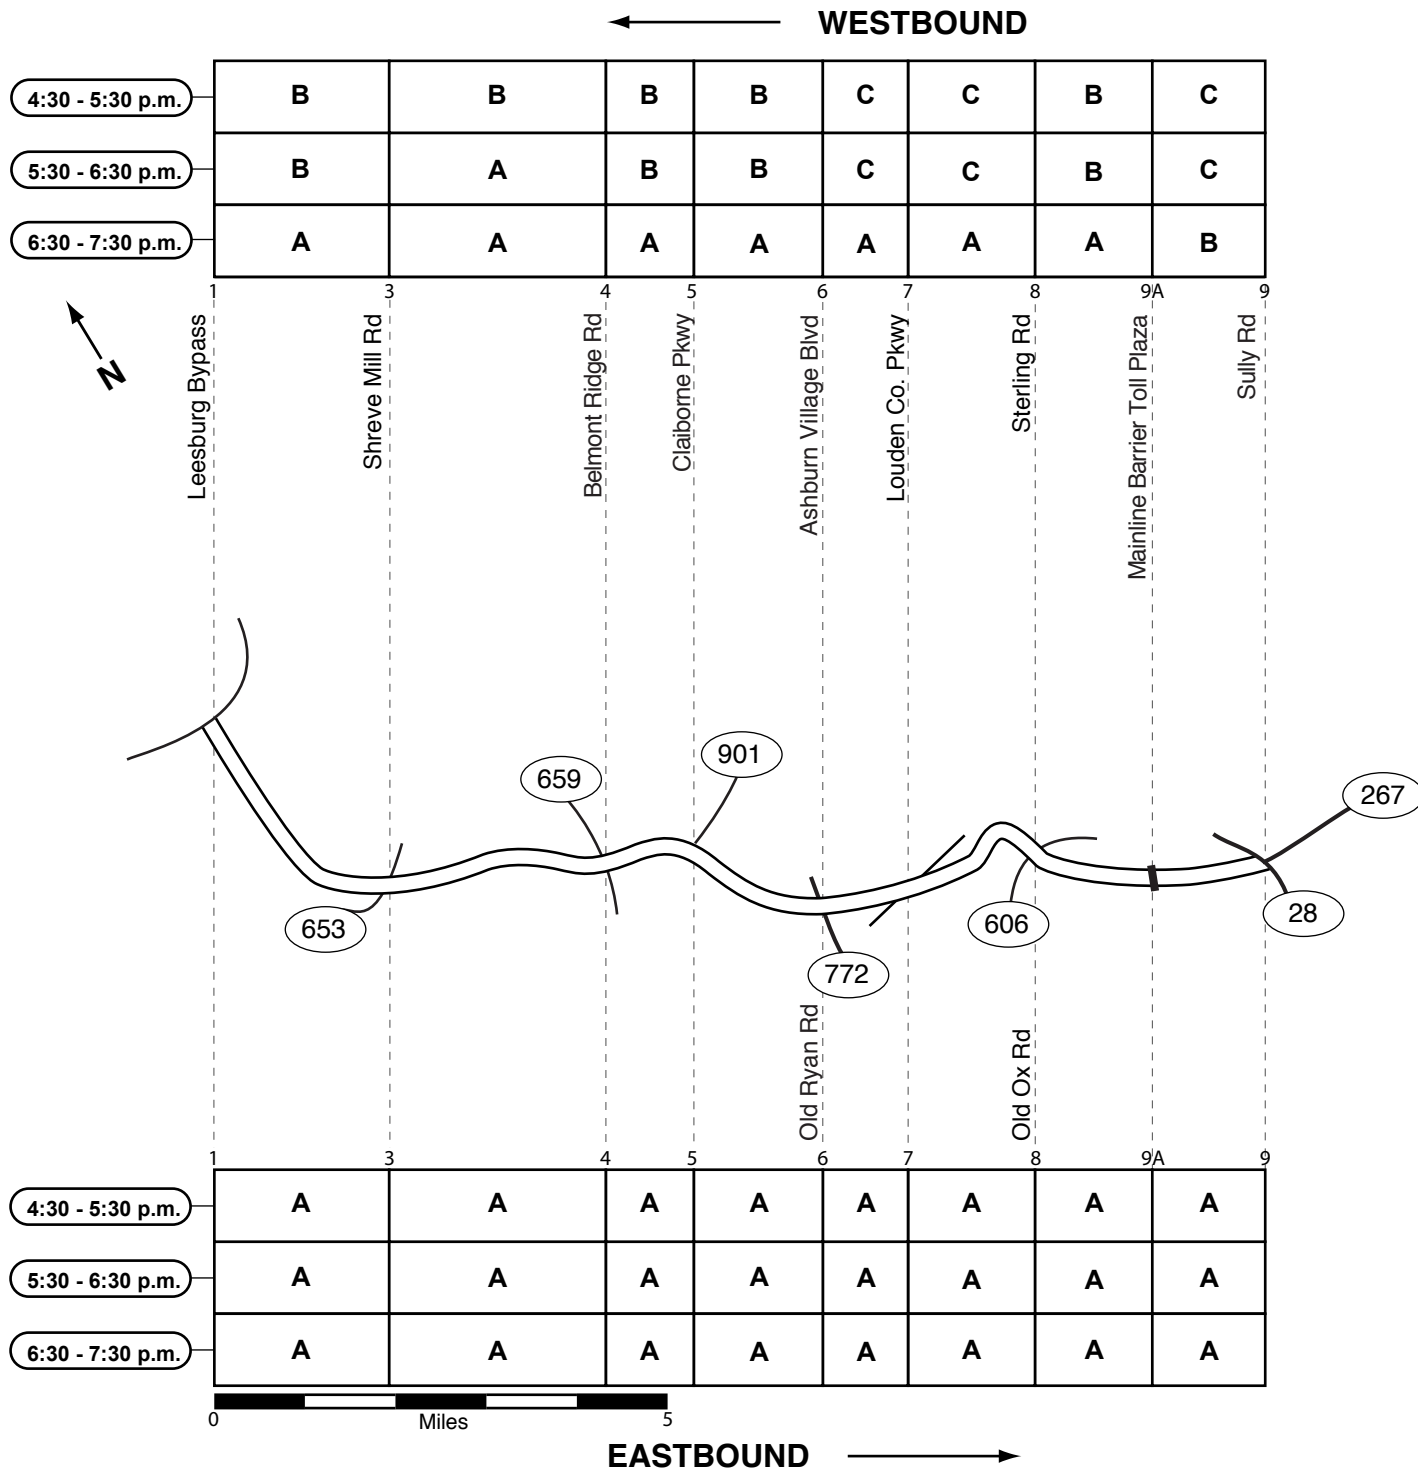 WESTBOUND
4:30 - 5:30 p.m. B B B B C C B C
5:30 - 6:30 p.m. B A B B C C B C
6:30 - 7:30 p.m. A A A A A A A B
1 3 4 5 6 7 8 9A 9
N
Leesburg Bypass
Shreve Mill Rd
Belmont Ridge Rd
Claiborne Pkwy
Ashburn Village Blvd
Louden Co. Pkwy
Sterling Rd
Mainline Barrier Toll Plaza
Sully Rd
901
659
267
653
606
28
772
Old Ryan Rd
Old Ox Rd
1 3 4 5 6 7 8 9A 9
4:30 - 5:30 p.m. A A A A A A A A
5:30 - 6:30 p.m. A A A A A A A A
6:30 - 7:30 p.m. A A A A A A A A
0 Miles 5
EASTBOUND